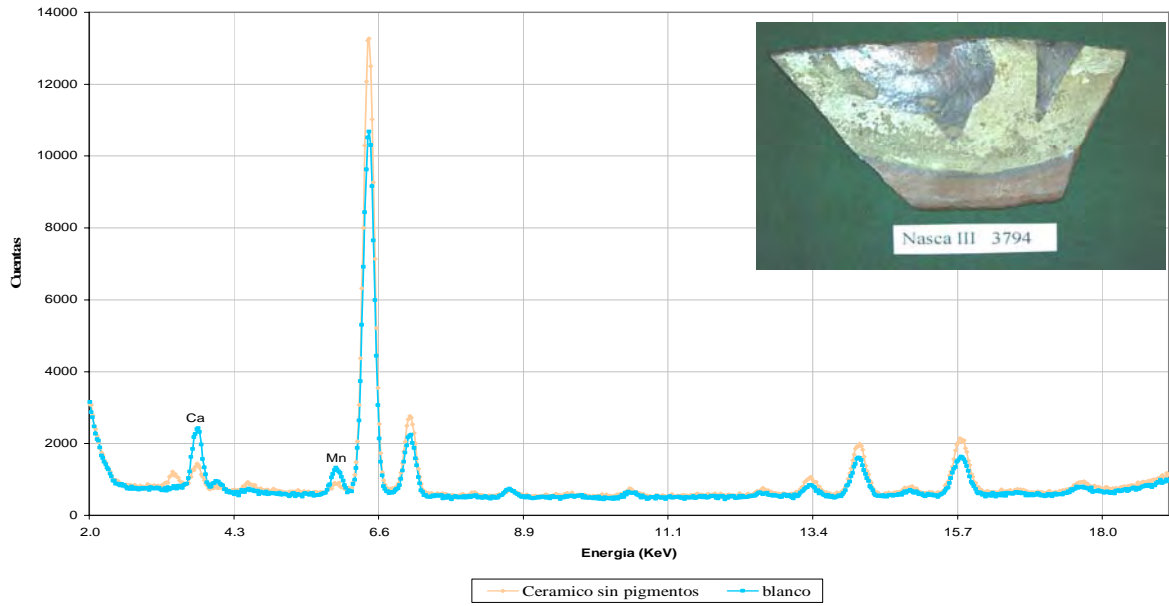 14000
12000
10000
8000
6000
4000
2000
0
Cuentas
Ca
Mn
Nasca III 3794
2.0 4.3 6.6 8.9 11.1 13.4 15.7 18.0
Energia (KeV)
Ceramico sin pigmentos blanco